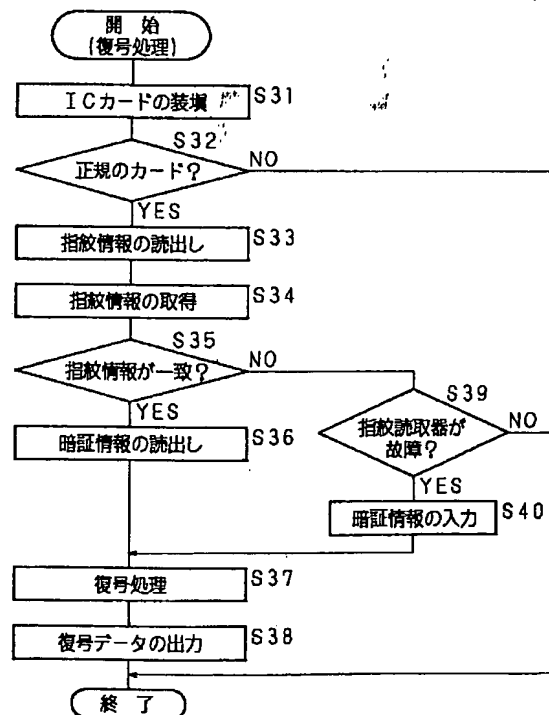 開 始
(復号処理)
ICカードの装填 S31
S32
正規のカード? NO
YES
指紋情報の読出し S33
指紋情報の取得 S34
S35
指紋情報が一致? NO
YES
S39
指紋読取器が
故障? NO
YES
暗証情報の読出し S36
暗証情報の入力 S40
復号処理 S37
復号データの出力 S38
終 了